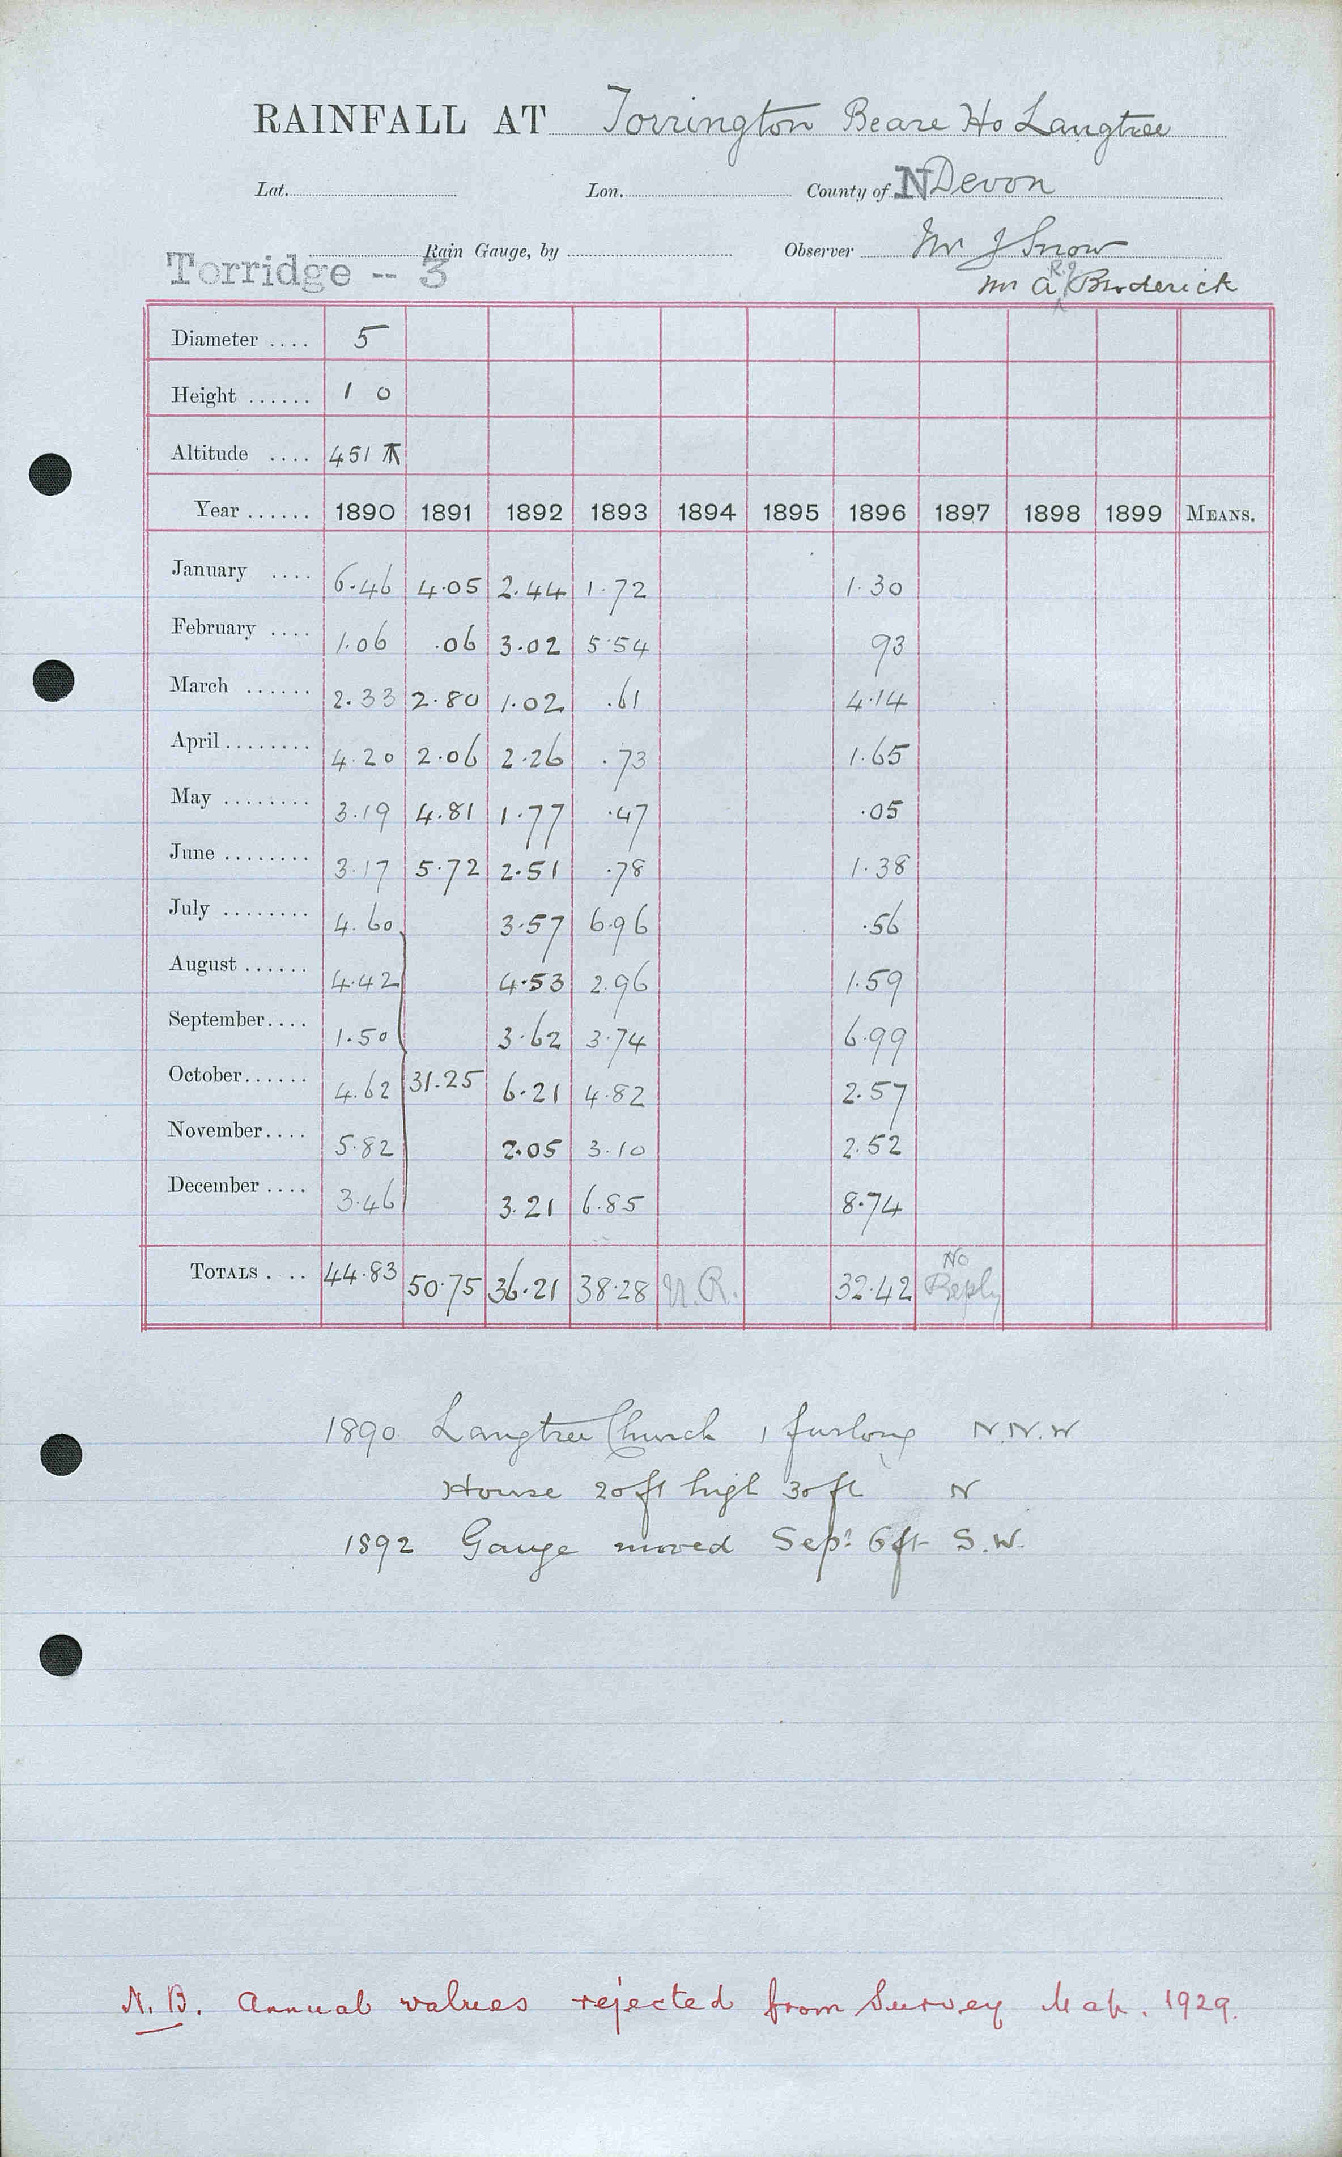 RAINFALL AT Torrington Beare Ho Langtree
Lat. Lon. County of N Devon
Rain Gauge, by Observer Mr J Snow
Torridge -- 3 Mr A R J Broderick
Diameter .... 5
Height ...... 1 0
Altitude .... 451
Year ...... 1890 1891 1892 1893 1894 1895 1896 1897 1898 1899 MEANS.
January .... 6.46 4.05 2.44 1.72 1.30
February .... 1.06 .06 3.02 5.54 93
March ...... 2.33 2.80 1.02 .61 4.14
April ........ 4.20 2.06 2.26 .73 1.65
May ........ 3.19 4.81 1.77 .47 .05
June ........ 3.17 5.72 2.51 .78 1.38
July ........ 4.60 3.57 6.96 .56
August ...... 4.42 4.53 2.96 1.59
September.... 1.50 3.62 3.74 6.99
October...... 4.62 31.25 6.21 4.82 2.57
November.... 5.82 2.05 3.10 2.52
December .... 3.46 3.21 6.85 8.74
TOTALS . .. 44.83 50.75 36.21 38.28 N.R. 32.42 No Reply
1890 Langtree Church 1 furlong N.N.W
House 20 ft high 30 ft N
1892 Gauge moved Sept 6 ft S.W.
N.B. Annual values rejected from Survey Map. 1929.